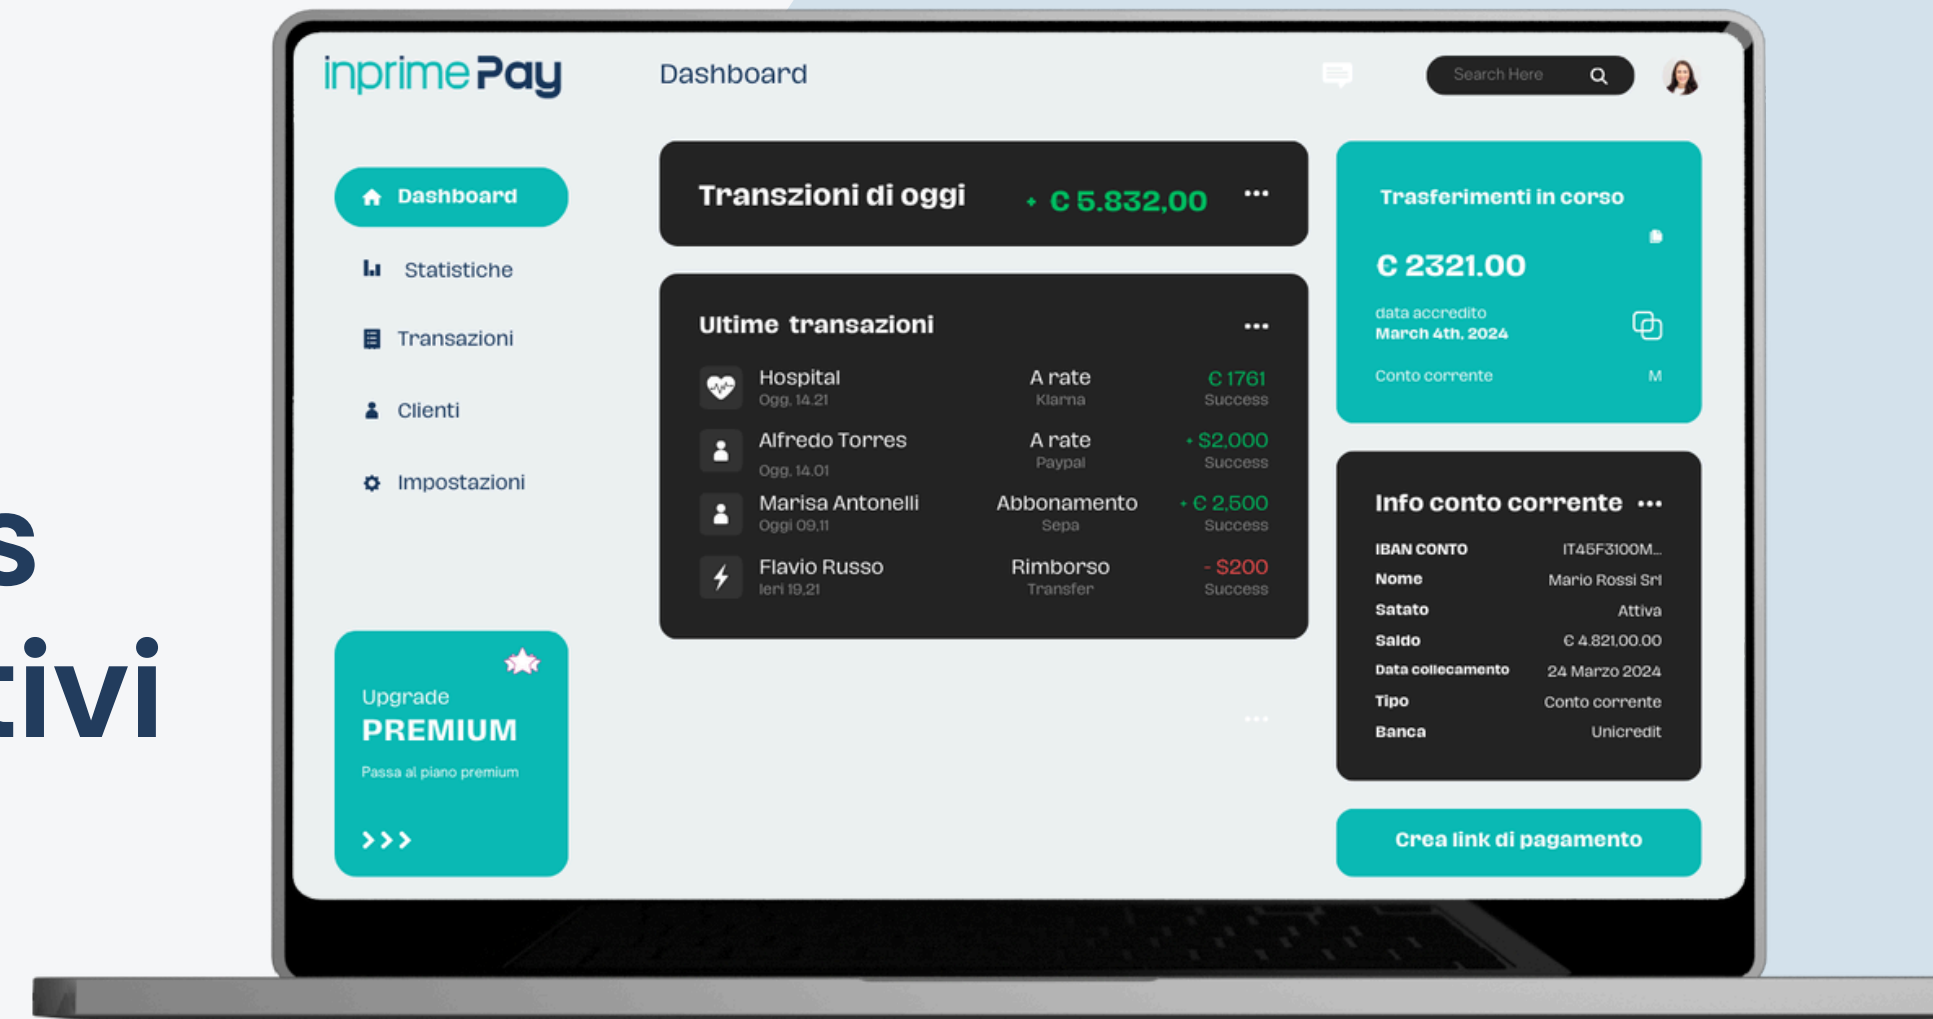 inprime Pay
Dashboard
Search Here
Dashboard
Statistiche
Transazioni
Clienti
Impostazioni
Upgrade
PREMIUM
Passa al piano premium
Transzioni di oggi + € 5.832,00
Ultime transazioni
Hospital A rate € 1761
Ogg, 14.21 Klarna Success
Alfredo Torres A rate + $2,000
Ogg, 14.01 Paypal Success
Marisa Antonelli Abbonamento + € 2,500
Oggi 09,11 Sepa Success
Flavio Russo Rimborso - $200
Ieri 19,21 Transfer Success
Trasferimenti in corso
€ 2321.00
data accredito
March 4th, 2024
Conto corrente M
Info conto corrente
IBAN CONTO IT45F3100M...
Nome Mario Rossi Srl
Satato Attiva
Saldo € 4.821,00.00
Data collecamento 24 Marzo 2024
Tipo Conto corrente
Banca Unicredit
Crea link di pagamento
s
tivi